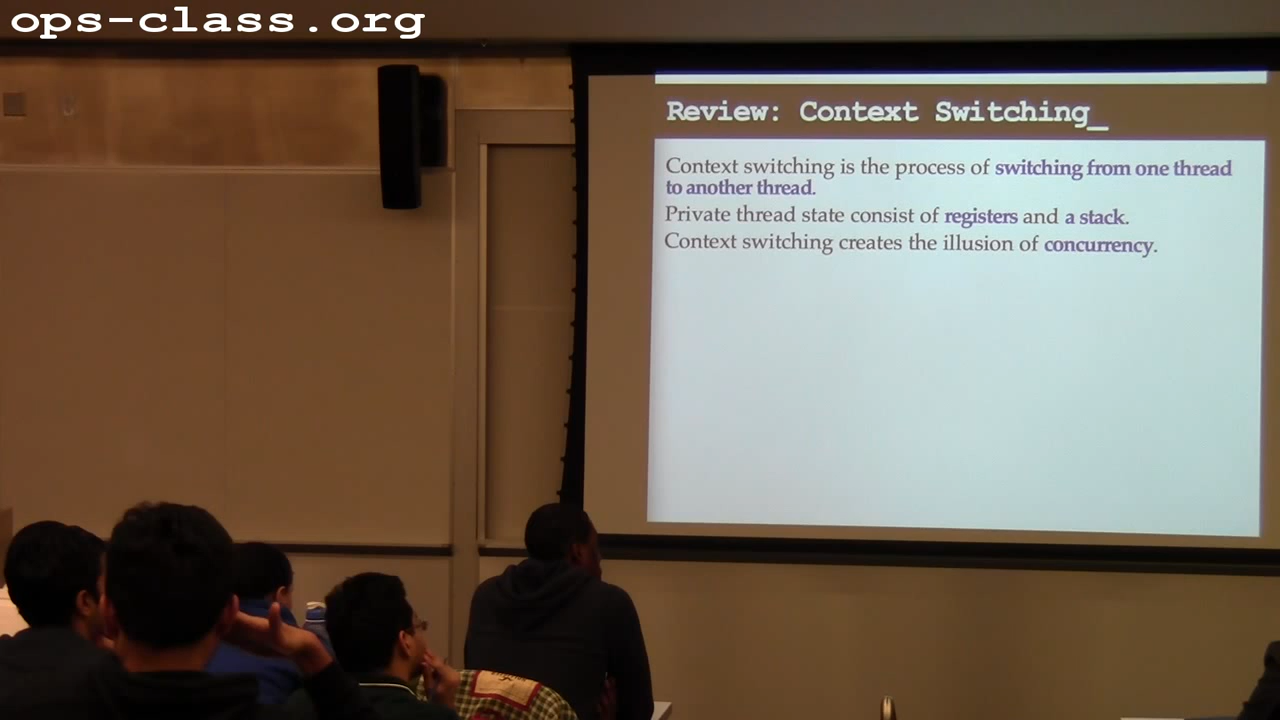 ops-class.org
Review: Context Switching_
Context switching is the process of switching from one thread
to another thread.
Private thread state consist of registers and a stack.
Context switching creates the illusion of concurrency.